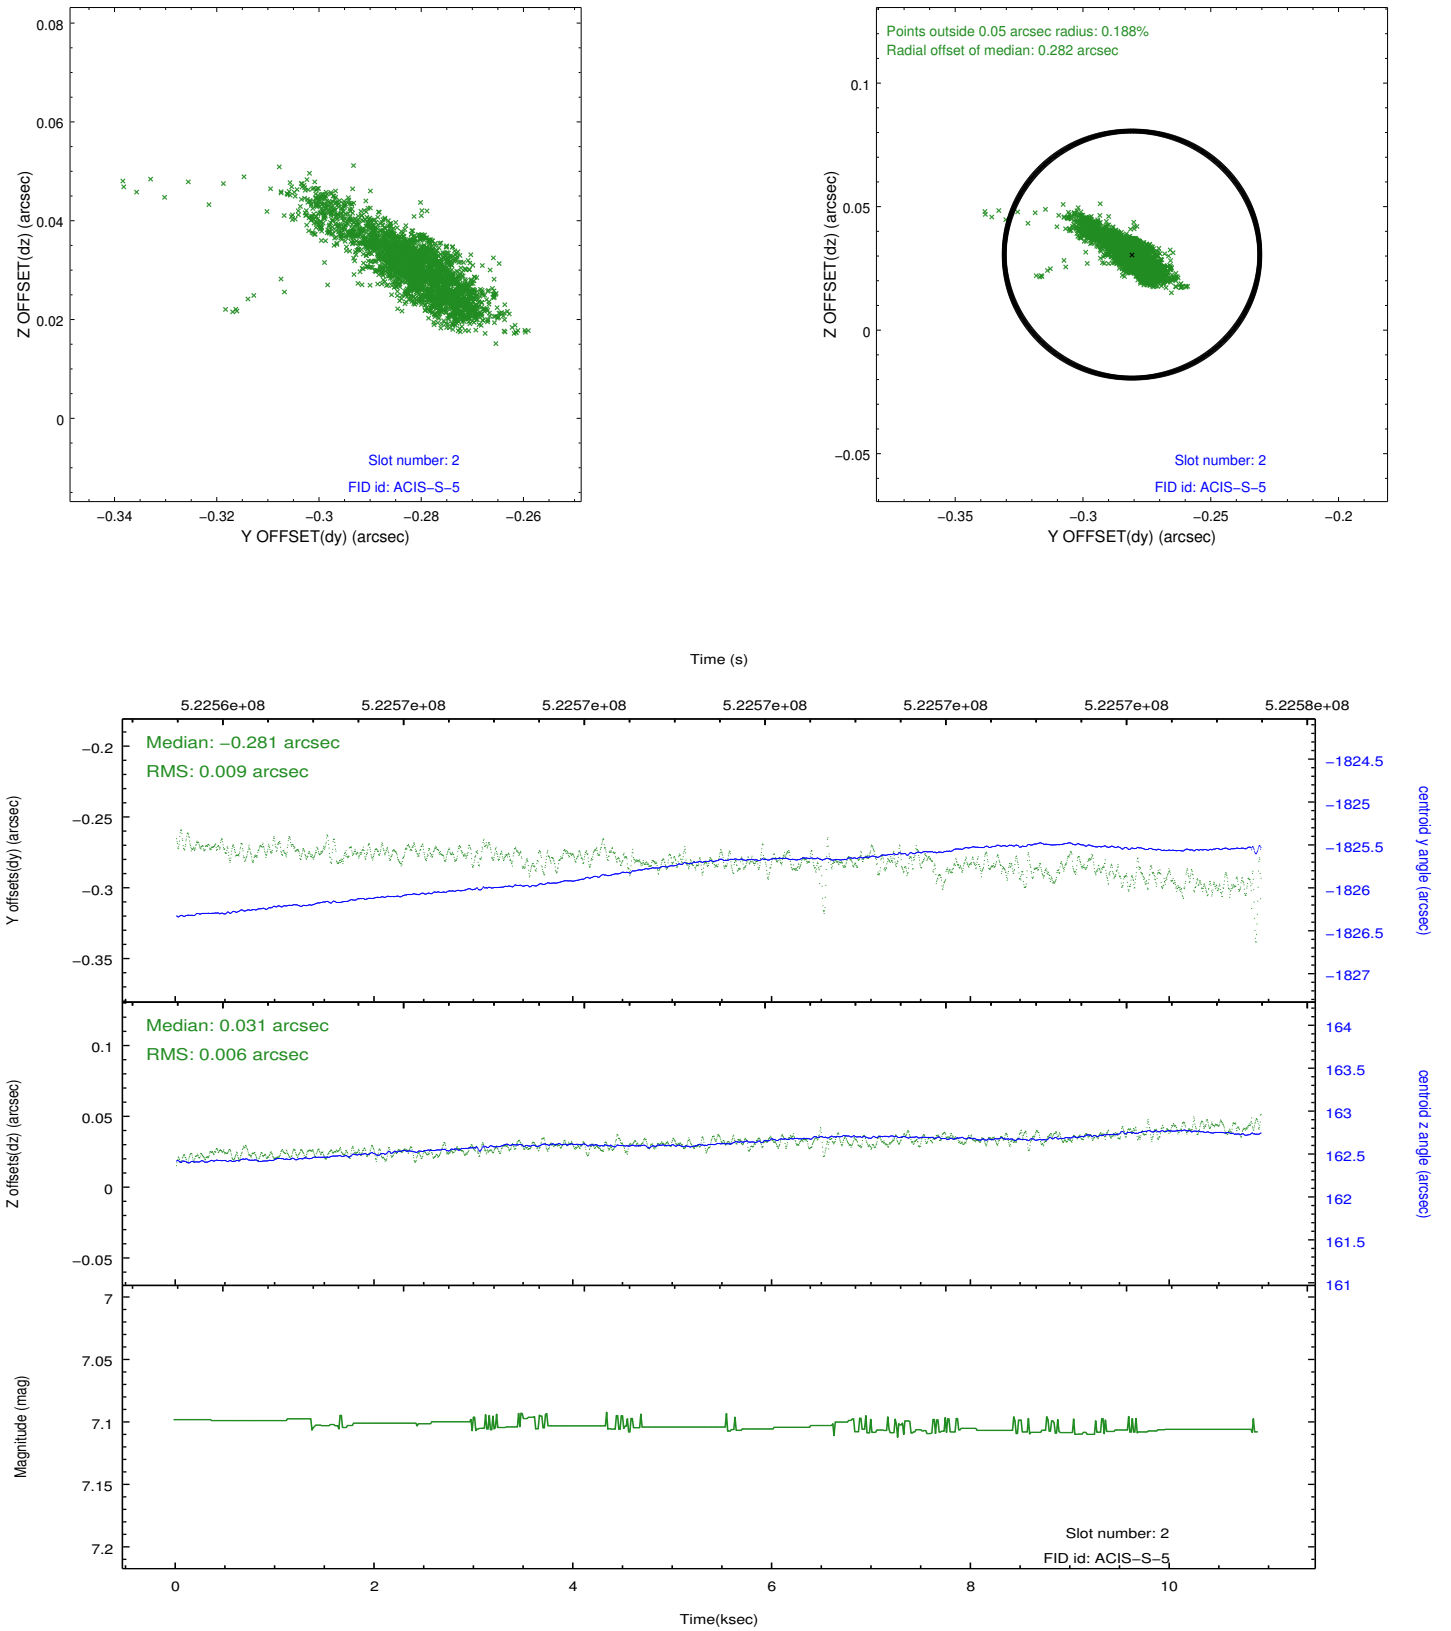 0.08
0.06
0.04
0.02
0
Z OFFSET(dz) (arcsec)
Slot number: 2
FID id: ACIS−S−5
−0.34 −0.32 −0.3 −0.28 −0.26
Y OFFSET(dy) (arcsec)
Points outside 0.05 arcsec radius: 0.188%
Radial offset of median: 0.282 arcsec
0.1
0.05
0
−0.05
Z OFFSET(dz) (arcsec)
Slot number: 2
FID id: ACIS−S−5
−0.35 −0.3 −0.25 −0.2
Y OFFSET(dy) (arcsec)
Time (s)
5.2256e+08 5.2257e+08 5.2257e+08 5.2257e+08 5.2257e+08 5.2257e+08 5.2258e+08
Median: −0.281 arcsec
RMS: 0.009 arcsec
−0.2
−0.25
−0.3
−0.35
Y offsets(dy) (arcsec)
−1824.5
−1825
−1825.5
−1826
−1826.5
−1827
centroid y angle (arcsec)
Median: 0.031 arcsec
RMS: 0.006 arcsec
0.1
0.05
0
−0.05
Z offsets(dz) (arcsec)
164
163.5
163
162.5
162
161.5
161
centroid z angle (arcsec)
7
7.05
7.1
7.15
7.2
Magnitude (mag)
Slot number: 2
FID id: ACIS−S−5
0 2 4 6 8 10
Time(ksec)